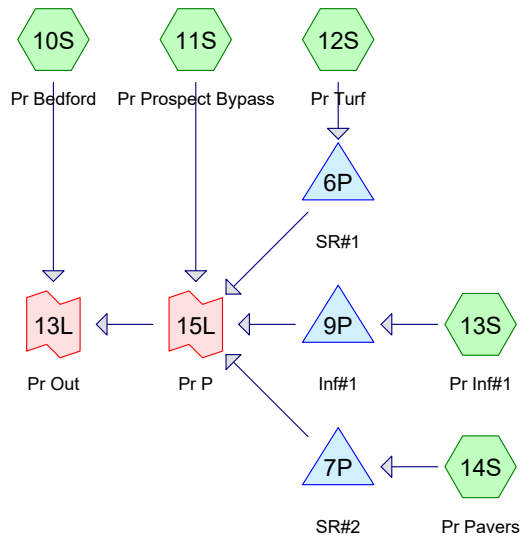 10S
11S
12S
Pr Bedford
Pr Prospect Bypass
Pr Turf
6P
SR#1
13L
15L
9P
13S
Pr Out
Pr P
Inf#1
Pr Inf#1
7P
14S
SR#2
Pr Pavers